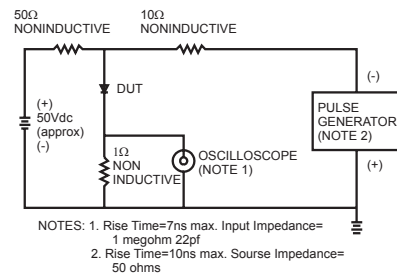 50Ω
NONINDUCTIVE
10Ω
NONINDUCTIVE
DUT
(+)
50Vdc
(approx)
(-)
1Ω
NON
INDUCTIVE
OSCILLOSCOPE
(NOTE 1)
(-)
PULSE
GENERATOR
(NOTE 2)
(+)
NOTES: 1. Rise Time=7ns max. Input Impedance=
1 megohm 22pf
2. Rise Time=10ns max. Sourse Impedance=
50 ohms